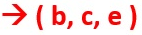 → ( b, c, e )